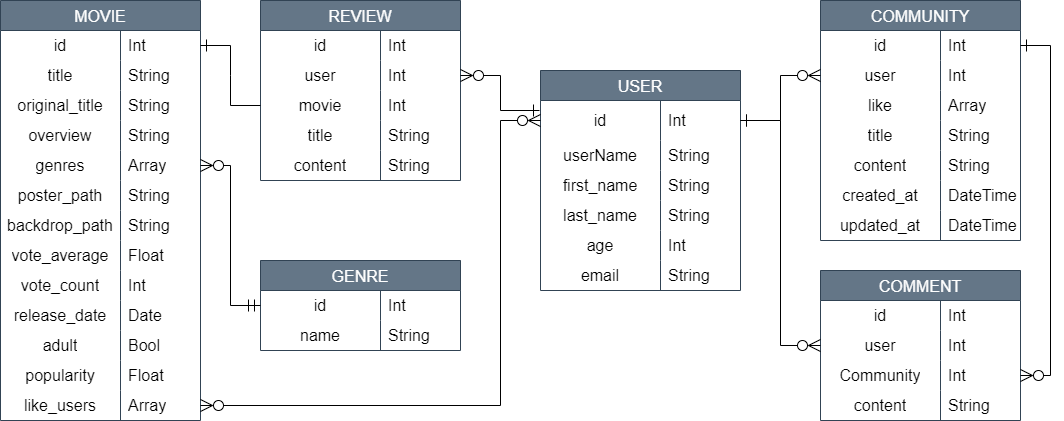 MOVIE
id Int
title String
original_title String
overview String
genres Array
poster_path String
backdrop_path String
vote_average Float
vote_count Int
release_date Date
adult Bool
popularity Float
like_users Array
REVIEW
id Int
user Int
movie Int
title String
content String
GENRE
id Int
name String
USER
id Int
userName String
first_name String
last_name String
age Int
email String
COMMUNITY
id Int
user Int
like Array
title String
content String
created_at DateTime
updated_at DateTime
COMMENT
id Int
user Int
Community Int
content String